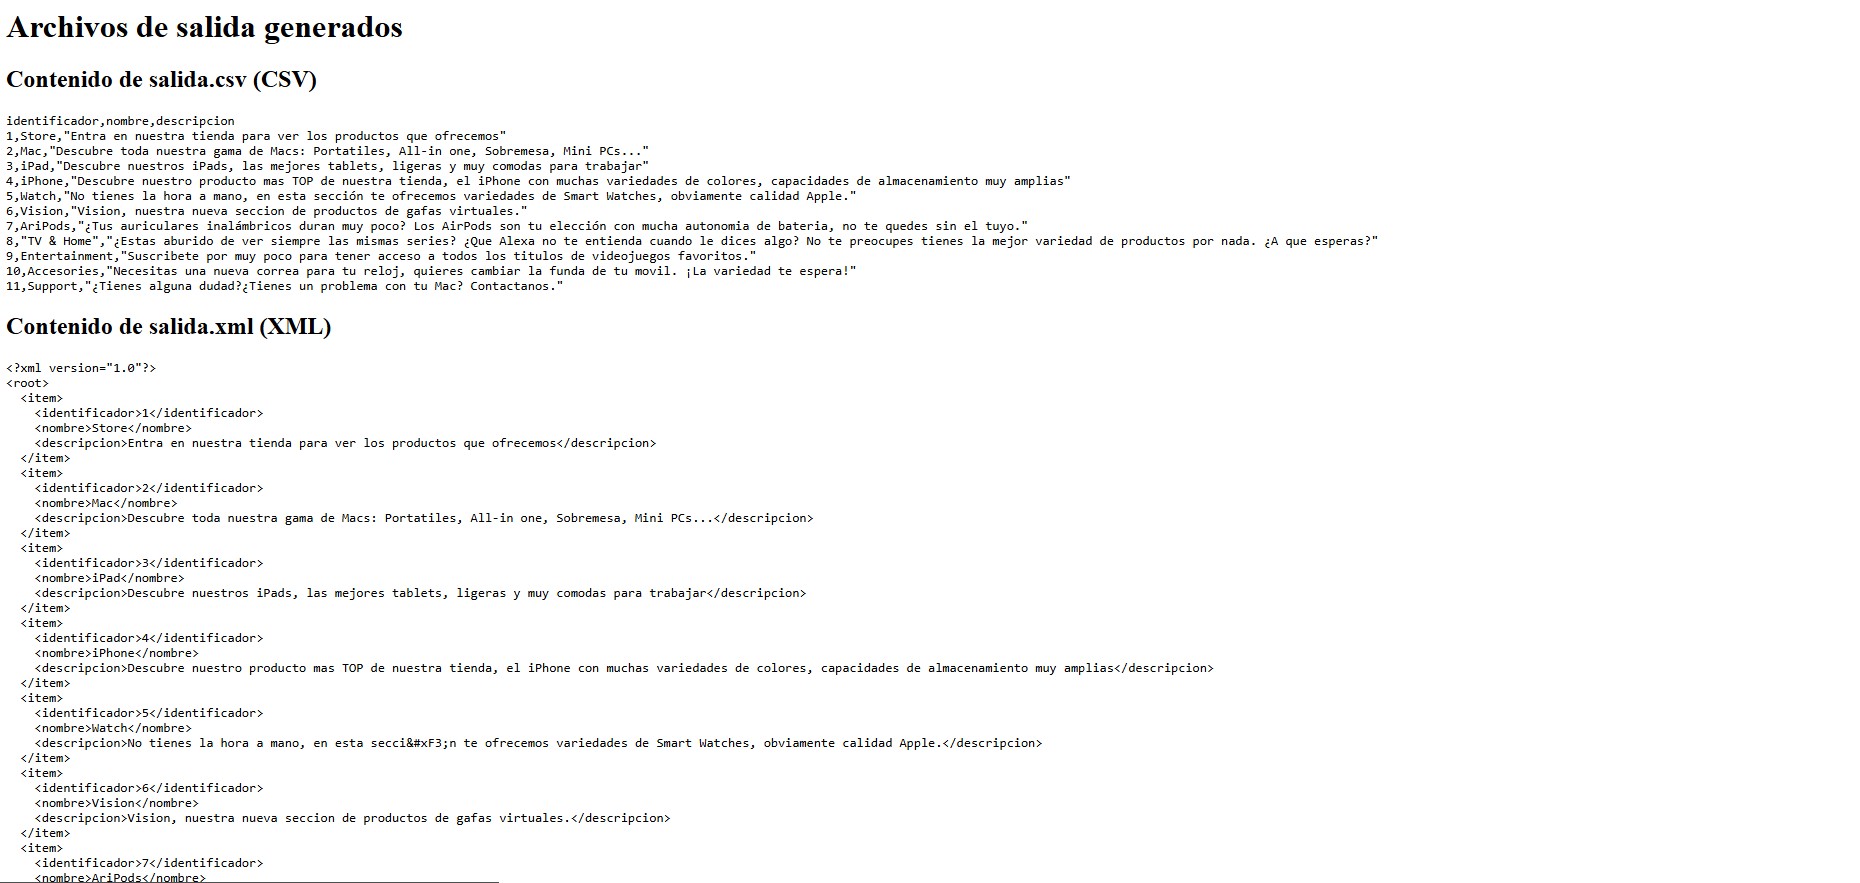 Archivos de salida generados
Contenido de salida.csv (CSV)
identificador,nombre,descripcion
1,Store,"Entra en nuestra tienda para ver los productos que ofrecemos"
2,Mac,"Descubre toda nuestra gama de Macs: Portatiles, All-in one, Sobremesa, Mini PCs..."
3,iPad,"Descubre nuestros iPads, las mejores tablets, ligeras y muy comodas para trabajar"
4,iPhone,"Descubre nuestro producto mas TOP de nuestra tienda, el iPhone con muchas variedades de colores, capacidades de almacenamiento muy amplias"
5,Watch,"No tienes la hora a mano, en esta sección te ofrecemos variedades de Smart Watches, obviamente calidad Apple."
6,Vision,"Vision, nuestra nueva seccion de productos de gafas virtuales."
7,AriPods,"¿Tus auriculares inalámbricos duran muy poco? Los AirPods son tu elección con mucha autonomia de bateria, no te quedes sin el tuyo."
8,"TV & Home","¿Estas aburido de ver siempre las mismas series? ¿Que Alexa no te entienda cuando le dices algo? No te preocupes tienes la mejor variedad de productos por nada. ¿A que esperas?"
9,Entertainment,"Suscribete por muy poco para tener acceso a todos los titulos de videojuegos favoritos."
10,Accesories,"Necesitas una nueva correa para tu reloj, quieres cambiar la funda de tu movil. ¡La variedad te espera!"
11,Support,"¿Tienes alguna dudad?¿Tienes un problema con tu Mac? Contactanos."
Contenido de salida.xml (XML)
<?xml version="1.0"?>
<root>
  <item>
    <identificador>1</identificador>
    <nombre>Store</nombre>
    <descripcion>Entra en nuestra tienda para ver los productos que ofrecemos</descripcion>
  </item>
  <item>
    <identificador>2</identificador>
    <nombre>Mac</nombre>
    <descripcion>Descubre toda nuestra gama de Macs: Portatiles, All-in one, Sobremesa, Mini PCs...</descripcion>
  </item>
  <item>
    <identificador>3</identificador>
    <nombre>iPad</nombre>
    <descripcion>Descubre nuestros iPads, las mejores tablets, ligeras y muy comodas para trabajar</descripcion>
  </item>
  <item>
    <identificador>4</identificador>
    <nombre>iPhone</nombre>
    <descripcion>Descubre nuestro producto mas TOP de nuestra tienda, el iPhone con muchas variedades de colores, capacidades de almacenamiento muy amplias</descripcion>
  </item>
  <item>
    <identificador>5</identificador>
    <nombre>Watch</nombre>
    <descripcion>No tienes la hora a mano, en esta secci&#xF3;n te ofrecemos variedades de Smart Watches, obviamente calidad Apple.</descripcion>
  </item>
  <item>
    <identificador>6</identificador>
    <nombre>Vision</nombre>
    <descripcion>Vision, nuestra nueva seccion de productos de gafas virtuales.</descripcion>
  </item>
  <item>
    <identificador>7</identificador>
    <nombre>AriPods</nombre>